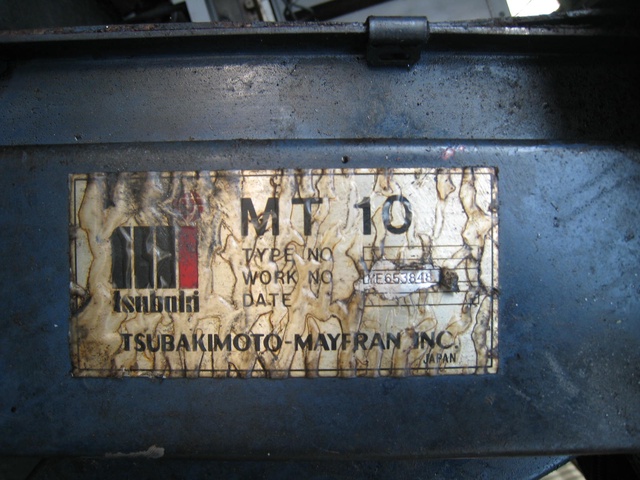 MT 10
TYPE NO
WORK NO
DATE
tsubaki
TSUBAKIMOTO-MAYFRAN INC.
JAPAN